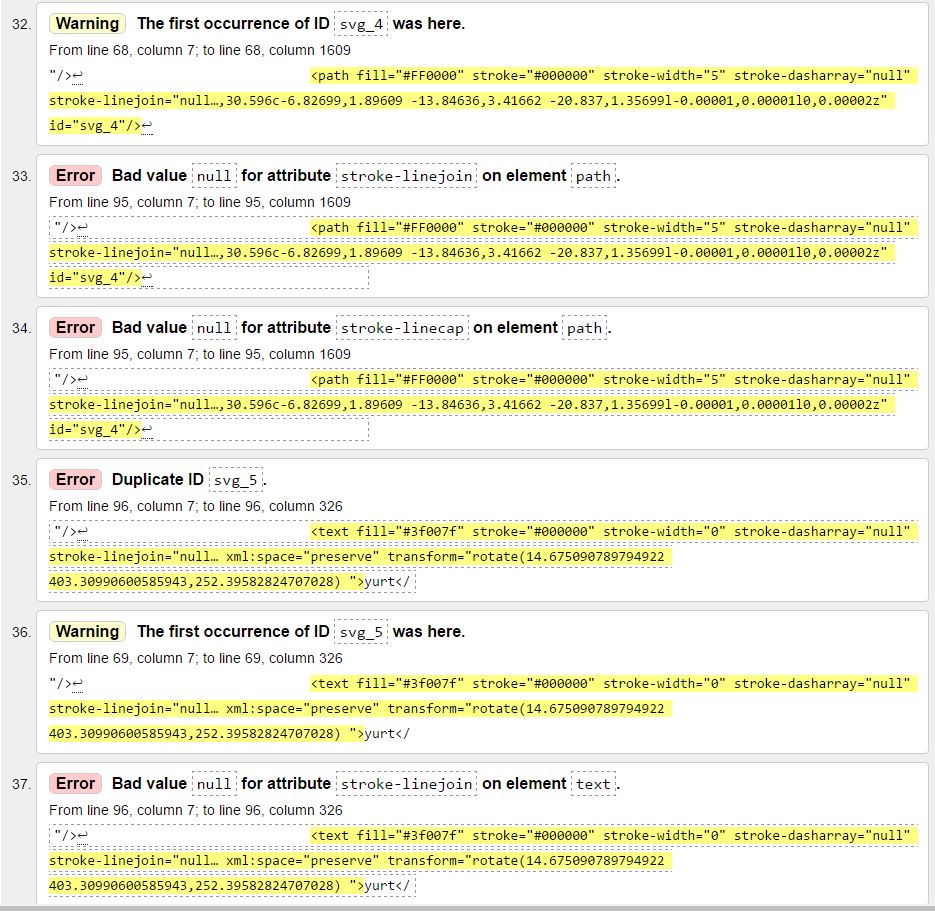 32. Warning The first occurrence of ID svg_4 was here.
From line 68, column 7; to line 68, column 1609
"/>↩ <path fill="#FF0000" stroke="#000000" stroke-width="5" stroke-dasharray="null"
stroke-linejoin="null…,30.596c-6.82699,1.89609 -13.84636,3.41662 -20.837,1.35699l-0.00001,0.00001l0,0.00002z"
id="svg_4"/>↩
33. Error Bad value null for attribute stroke-linejoin on element path.
From line 95, column 7; to line 95, column 1609
"/>↩ <path fill="#FF0000" stroke="#000000" stroke-width="5" stroke-dasharray="null"
stroke-linejoin="null…,30.596c-6.82699,1.89609 -13.84636,3.41662 -20.837,1.35699l-0.00001,0.00001l0,0.00002z"
id="svg_4"/>↩
34. Error Bad value null for attribute stroke-linecap on element path.
From line 95, column 7; to line 95, column 1609
"/>↩ <path fill="#FF0000" stroke="#000000" stroke-width="5" stroke-dasharray="null"
stroke-linejoin="null…,30.596c-6.82699,1.89609 -13.84636,3.41662 -20.837,1.35699l-0.00001,0.00001l0,0.00002z"
id="svg_4"/>↩
35. Error Duplicate ID svg_5.
From line 96, column 7; to line 96, column 326
"/>↩ <text fill="#3f007f" stroke="#000000" stroke-width="0" stroke-dasharray="null"
stroke-linejoin="null… xml:space="preserve" transform="rotate(14.675090789794922
403.30990600585943,252.39582824707028) ">yurt</
36. Warning The first occurrence of ID svg_5 was here.
From line 69, column 7; to line 69, column 326
"/>↩ <text fill="#3f007f" stroke="#000000" stroke-width="0" stroke-dasharray="null"
stroke-linejoin="null… xml:space="preserve" transform="rotate(14.675090789794922
403.30990600585943,252.39582824707028) ">yurt</
37. Error Bad value null for attribute stroke-linejoin on element text.
From line 96, column 7; to line 96, column 326
"/>↩ <text fill="#3f007f" stroke="#000000" stroke-width="0" stroke-dasharray="null"
stroke-linejoin="null… xml:space="preserve" transform="rotate(14.675090789794922
403.30990600585943,252.39582824707028) ">yurt</